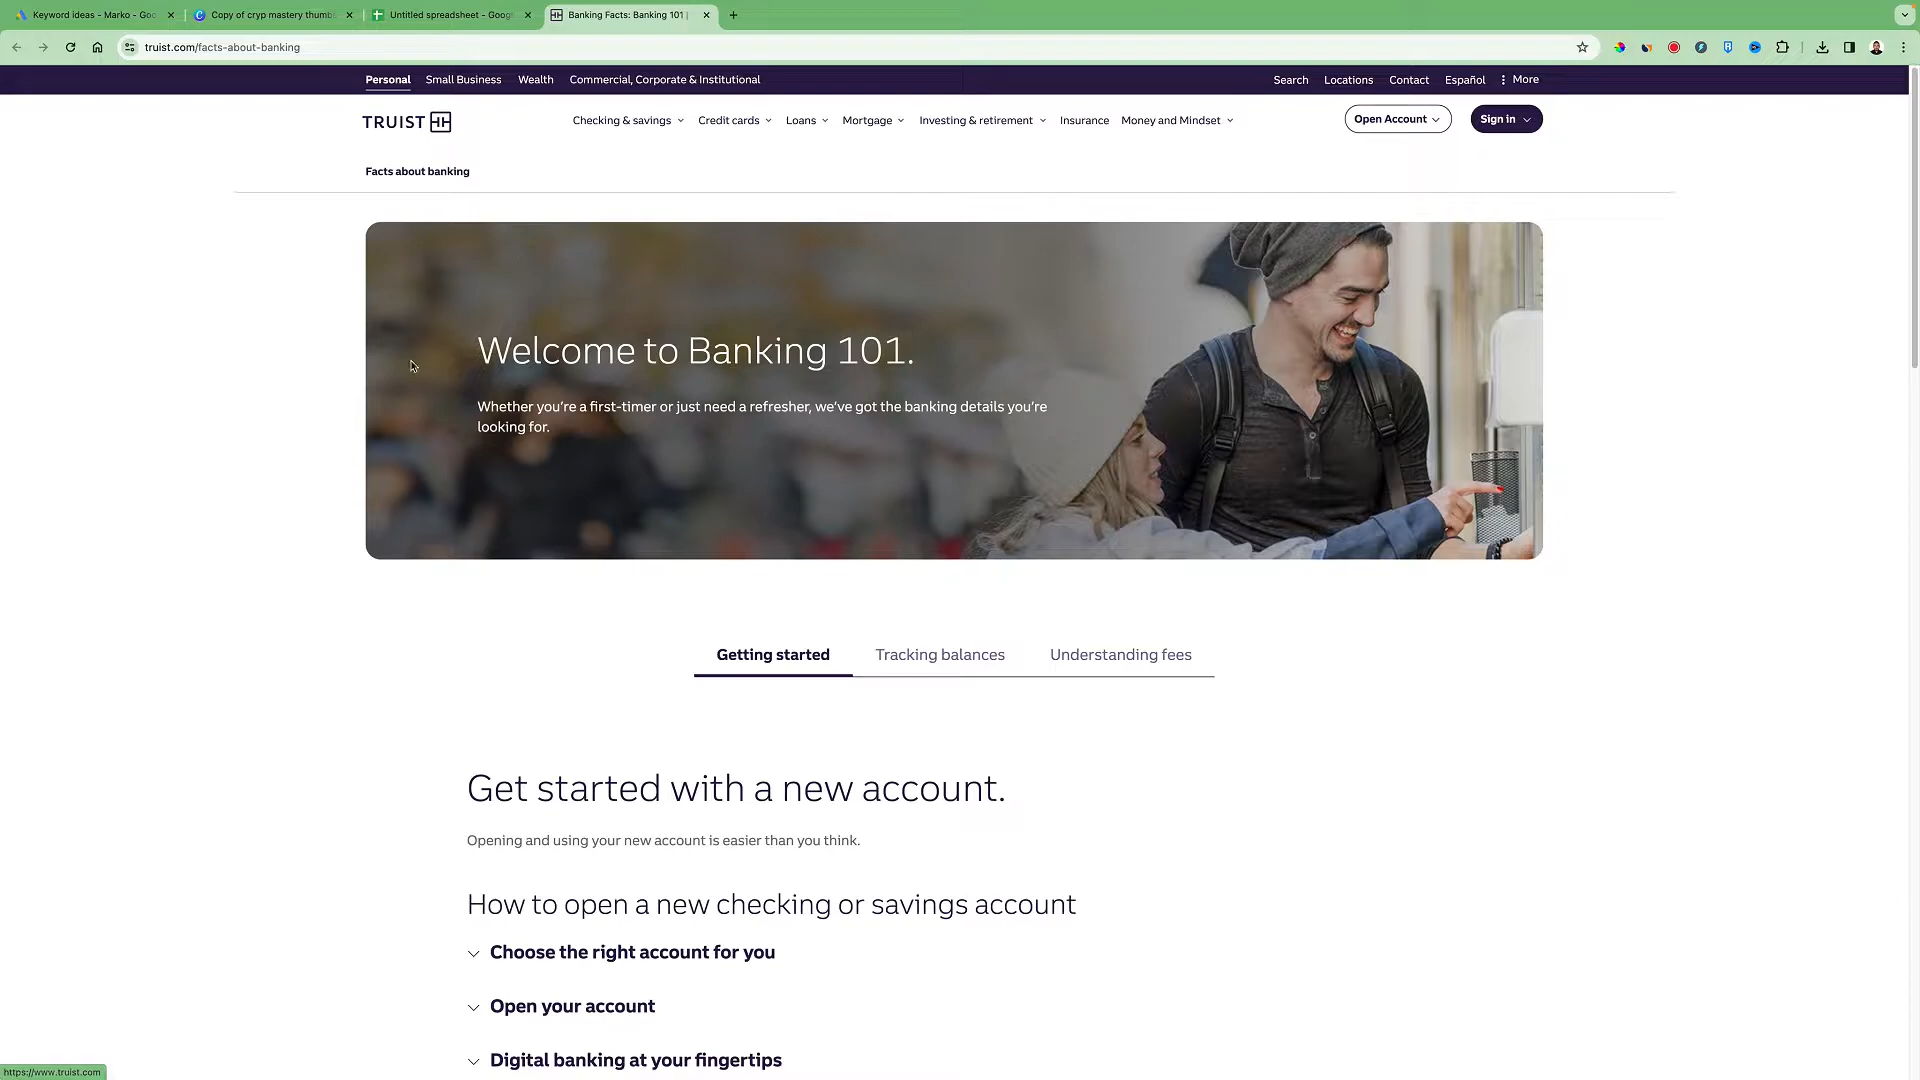 Keyword ideas - Marko - Goo
Copy of cryp mastery thumbs
Untitled spreadsheet - Goog
Banking Facts: Banking 101 |
truist.com/facts-about-banking
Personal
Small Business
Wealth
Commercial, Corporate & Institutional
Search
Locations
Contact
Español
More
TRUIST
Checking & savings
Credit cards
Loans
Mortgage
Investing & retirement
Insurance
Money and Mindset
Open Account
Sign in
Facts about banking
Welcome to Banking 101.
Whether you're a first-timer or just need a refresher, we've got the banking details you're
looking for.
Getting started
Tracking balances
Understanding fees
Get started with a new account.
Opening and using your new account is easier than you think.
How to open a new checking or savings account
Choose the right account for you
Open your account
Digital banking at your fingertips
https://www.truist.com